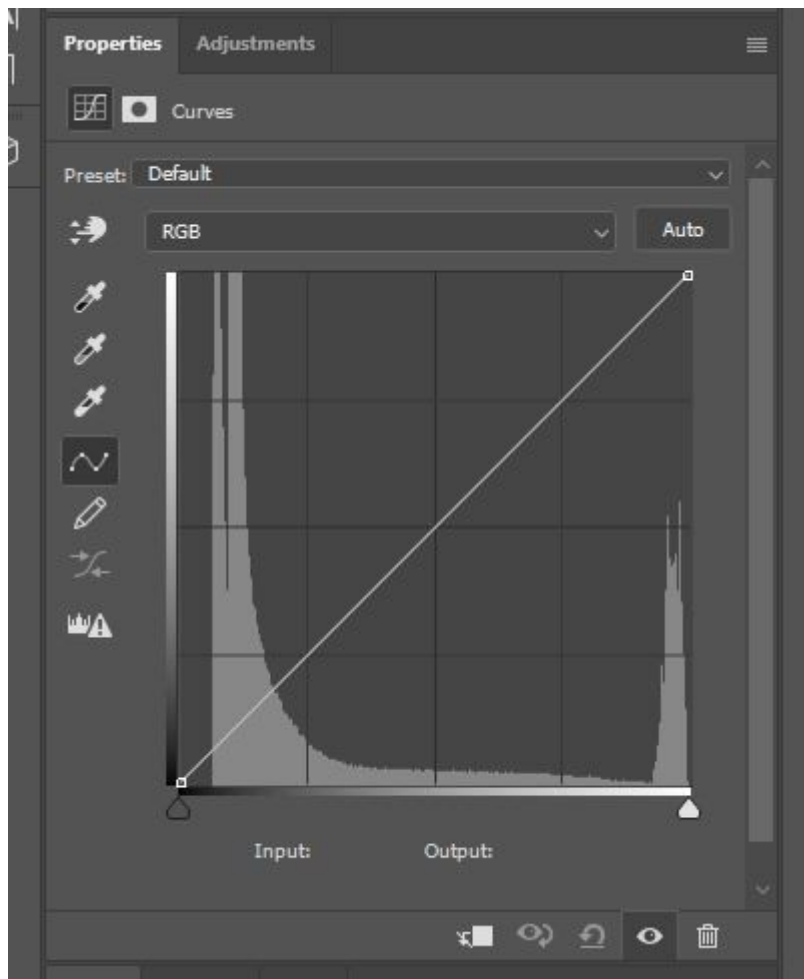 Properties Adjustments
Curves
Preset: Default
RGB Auto
Input: Output: